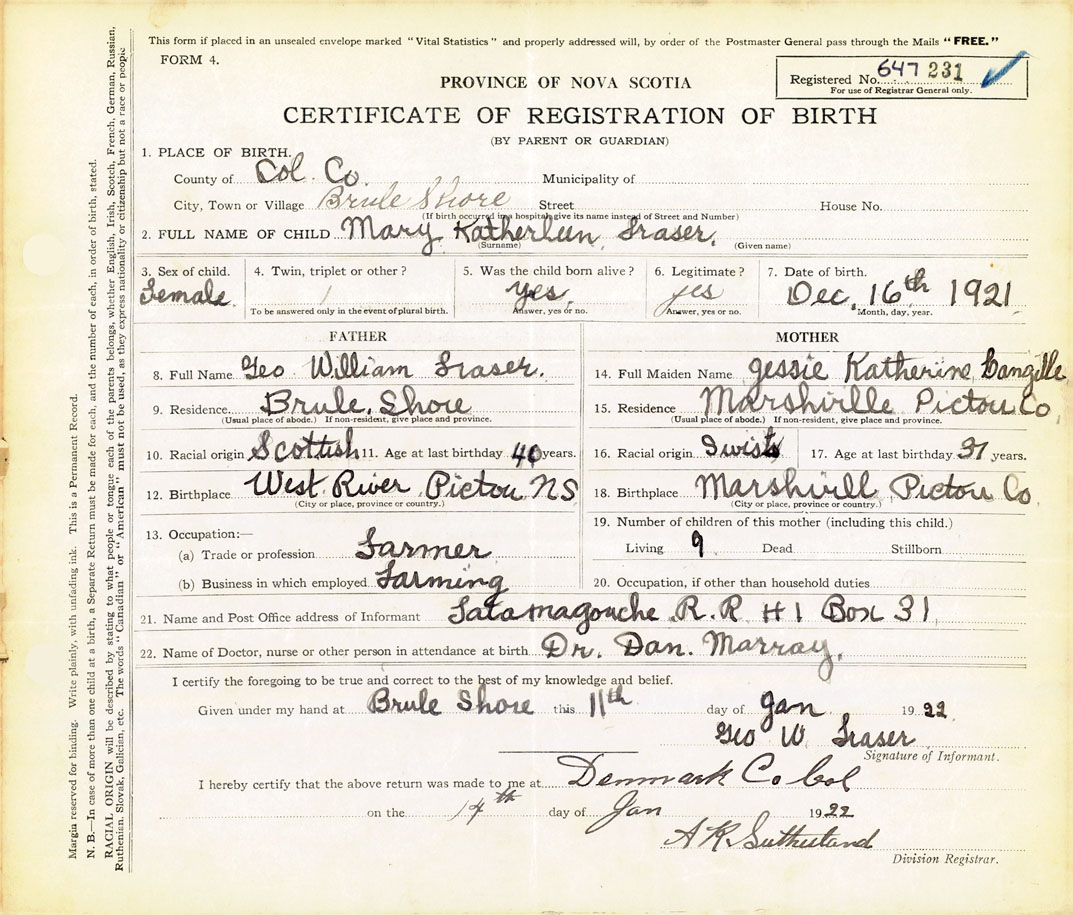 This form if placed in an unsealed envelope marked "Vital Statistics" and properly addressed will, by order of the Postmaster General pass through the Mails "FREE."
FORM 4.
Registered No. 647 231
For use of Registrar General only.
PROVINCE OF NOVA SCOTIA
CERTIFICATE OF REGISTRATION OF BIRTH
(BY PARENT OR GUARDIAN)
1. PLACE OF BIRTH.
County of Col. Co. Municipality of
City, Town or Village Brule Shore Street House No.
(If birth occurred in a hospital give its name instead of Street and Number)
2. FULL NAME OF CHILD Mary Katherleen Fraser.
(Surname) (Given name)
3. Sex of child. 4. Twin, triplet or other? 5. Was the child born alive? 6. Legitimate? 7. Date of birth.
Female. yes. yes Dec. 16th 1921
To be answered only in the event of plural birth. Answer, yes or no. Answer, yes or no. Month, day, year.
FATHER MOTHER
8. Full Name Geo William Fraser. 14. Full Maiden Name Jessie Katherine Langille
9. Residence. Brule Shore 15. Residence Marshville Pictou Co
(Usual place of abode.) If non-resident, give place and province. (Usual place of abode.) If non-resident, give place and province.
10. Racial origin Scottish 11. Age at last birthday 40 years. 16. Racial origin Swiss 17. Age at last birthday 37 years.
12. Birthplace West River Pictou NS 18. Birthplace Marshvill Pictou Co.
(City or place, province or country.) (City or place, province or country.)
13. Occupation:— 19. Number of children of this mother (including this child.)
(a) Trade or profession Farmer Living 9 Dead Stillborn
(b) Business in which employed Farming 20. Occupation, if other than household duties
21. Name and Post Office address of Informant Tatamagouche R.R #1 Box 31
22. Name of Doctor, nurse or other person in attendance at birth Dr. Dan. Marray.
I certify the foregoing to be true and correct to the best of my knowledge and belief.
Given under my hand at Brule Shore this 11th day of Jan 1922
Geo W. Fraser
Signature of Informant.
I hereby certify that the above return was made to me at Denmark Co Col
on the 14th day of Jan 1922
A R Sutherland
Division Registrar.
Margin reserved for binding. Write plainly, with unfading ink. This is a Permanent Record.
N. B.—In case of more than one child at a birth, a Separate Return must be made for each, and the number of each, in order of birth, stated.
RACIAL ORIGIN will be described by stating to what people or tongue each of the parents belongs, whether English, Irish, Scotch, French, German, Russian,
Ruthenian, Slovak, Galician, etc. The words "Canadian" or "American" must not be used, as they express nationality or citizenship but not a race or people